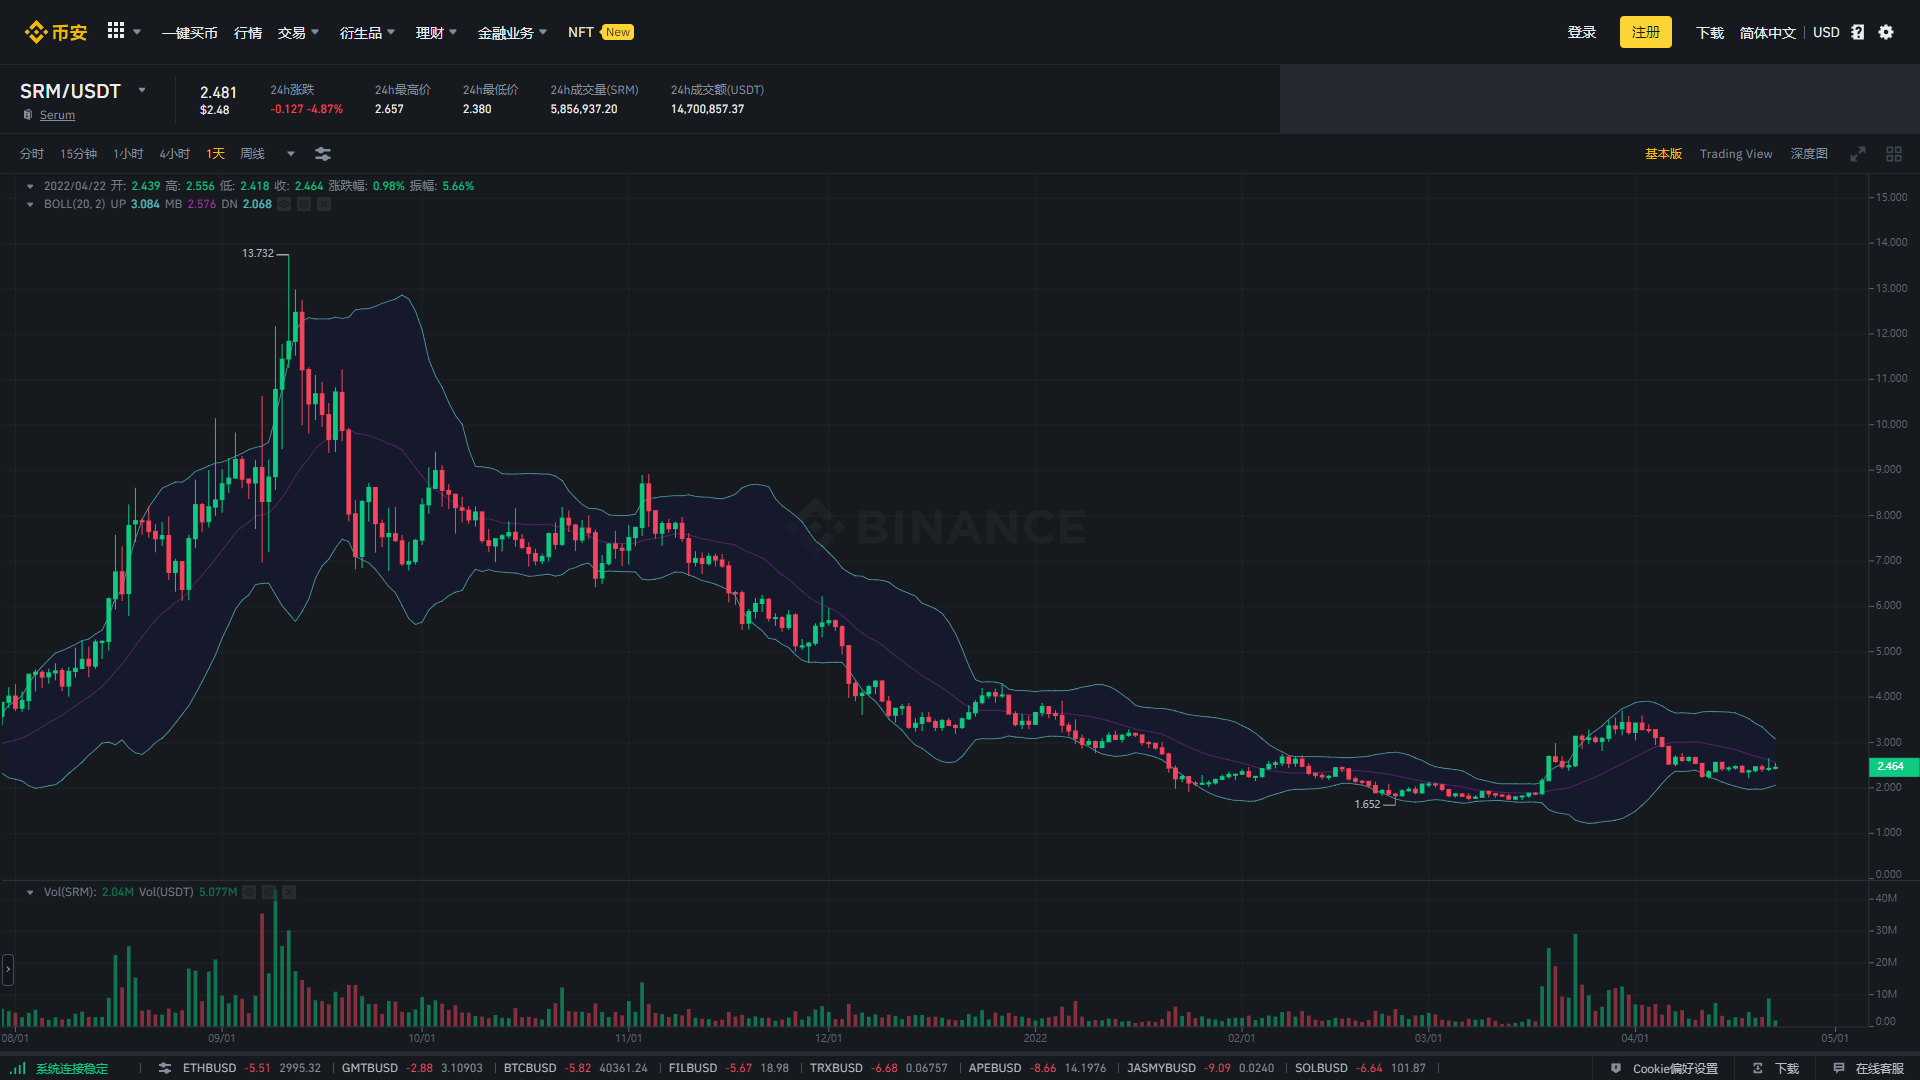 币安 一键买币 行情 交易 衍生品 理财 金融业务 NFT New 登录 注册 下载 简体中文 USD
SRM/USDT
Serum
2.481
$2.48
24h涨跌
-0.127 -4.87%
24h最高价
2.657
24h最低价
2.380
24h成交量(SRM)
5,856,937.20
24h成交额(USDT)
14,700,857.37
分时 15分钟 1小时 4小时 1天 周线 基本版 Trading View 深度图
2022/04/22 开: 2.439 高: 2.556 低: 2.418 收: 2.464 涨跌幅: 0.98% 振幅: 5.66%
BOLL(20, 2) UP 3.084 MB 2.576 DN 2.068
15.000
14.000
13.732
13.000
12.000
11.000
10.000
9.000
8.000
BINANCE
7.000
6.000
5.000
4.000
3.000
2.464
2.000
1.652
1.000
0.000
Vol(SRM): 2.04M Vol(USDT) 5.077M
40M
30M
20M
10M
0.00
08/01 09/01 10/01 11/01 12/01 2022 02/01 03/01 04/01 05/01
系统连接稳定 ETHBUSD -5.51 2995.32 GMTBUSD -2.88 3.10903 BTCBUSD -5.82 40361.24 FILBUSD -5.67 18.98 TRXBUSD -6.68 0.06757 APEBUSD -8.66 14.1976 JASMYBUSD -9.09 0.0240 SOLBUSD -6.64 101.87 Cookie偏好设置 下载 在线客服